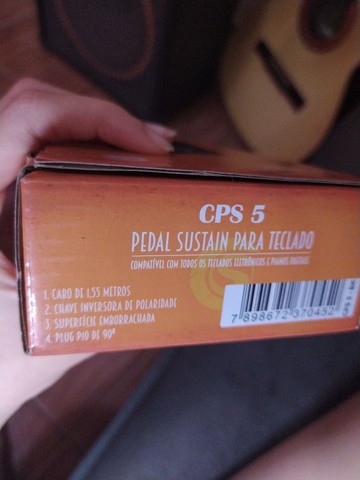 CPS 5
PEDAL SUSTAIN PARA TECLADO
COMPATÍVEL COM TODOS OS TECLADOS ELETRÔNICOS E PIANOS DIGITAIS
1. CABO DE 1,55 METROS
2. CHAVE INVERSORA DE POLARIDADE
3. SUPERFÍCIE EMBORRACHADA
4. PLUG P10 DE 90º
7 898672 370452